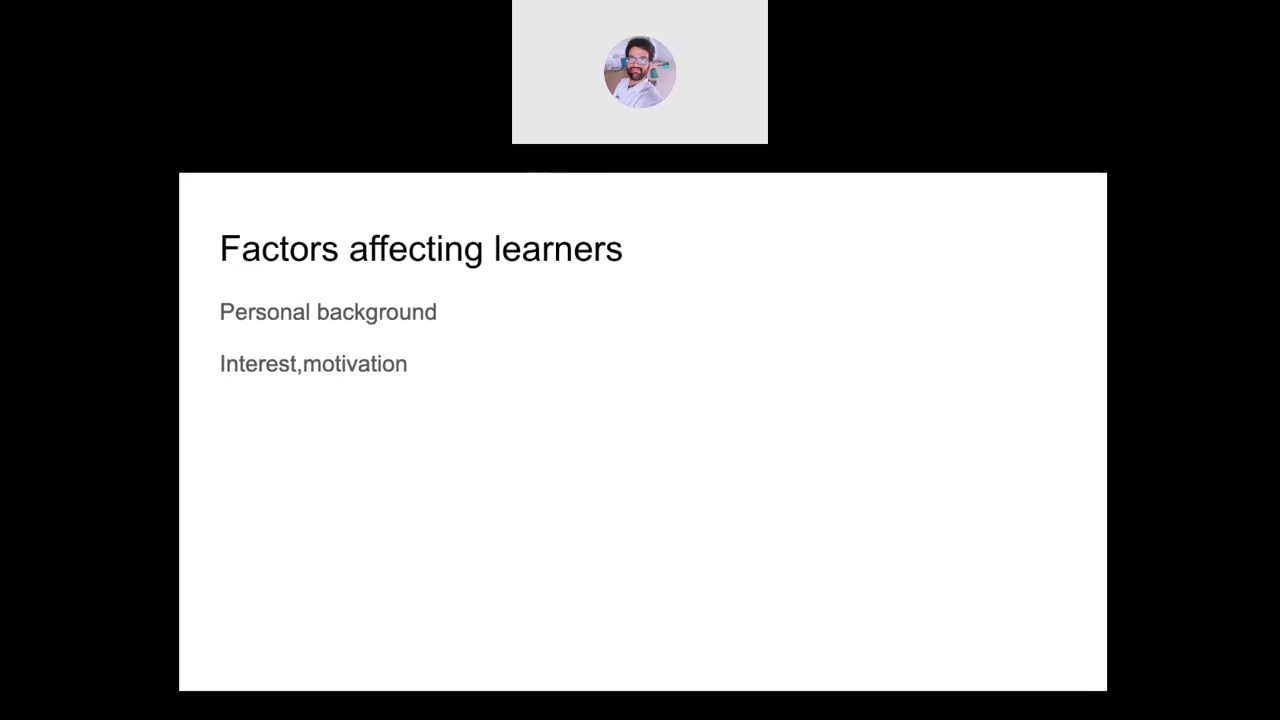 Factors affecting learners
Personal background
Interest,motivation